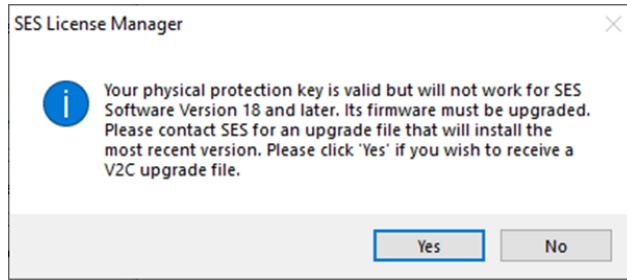 SES License Manager
Your physical protection key is valid but will not work for SES
Software Version 18 and later. Its firmware must be upgraded.
Please contact SES for an upgrade file that will install the
most recent version. Please click 'Yes' if you wish to receive a
V2C upgrade file.
Yes
No